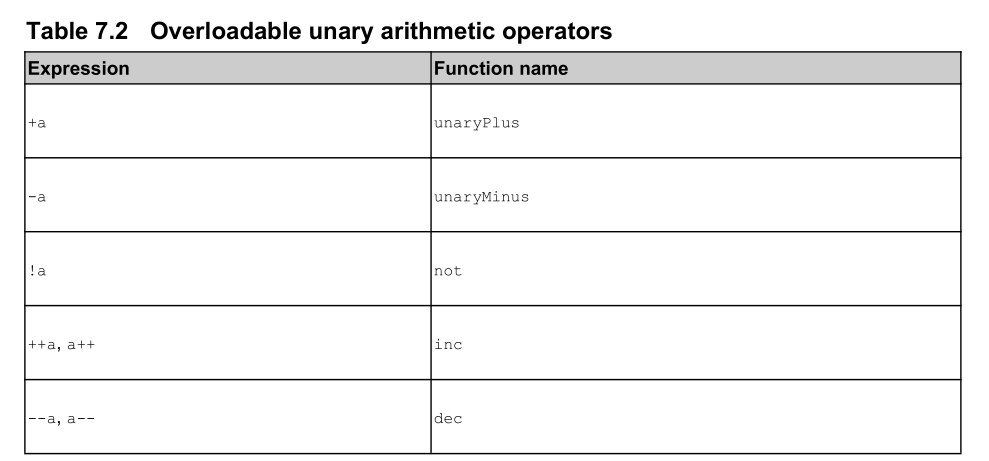 Table 7.2 Overloadable unary arithmetic operators
Expression Function name
+a unaryPlus
-a unaryMinus
!a not
++a, a++ inc
--a, a-- dec